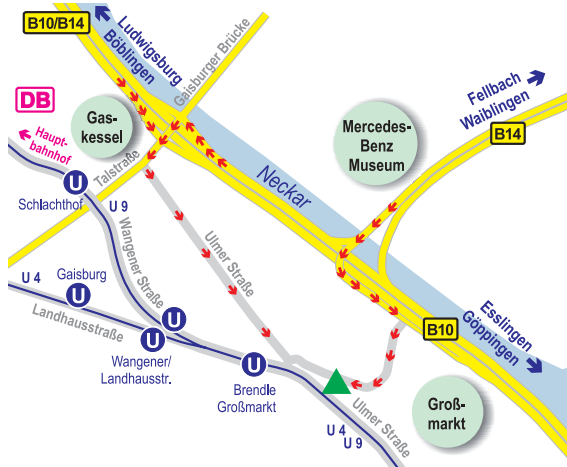 B10/B14
Ludwigsburg
Böblingen
Gaisburger Brücke
Fellbach
Waiblingen
B14
DB
Haupt-
bahnhof
Gas-
kessel
Mercedes-
Benz
Museum
Talstraße
Neckar
U
Schlachthof
U 9
Wangener Straße
Ulmer Straße
U 4
Gaisburg
U
Landhausstraße
U
U
Wangener/
Landhausstr.
U
Brendle
Großmarkt
B10
Esslingen
Göppingen
Groß-
markt
Ulmer Straße
U 4
U 9